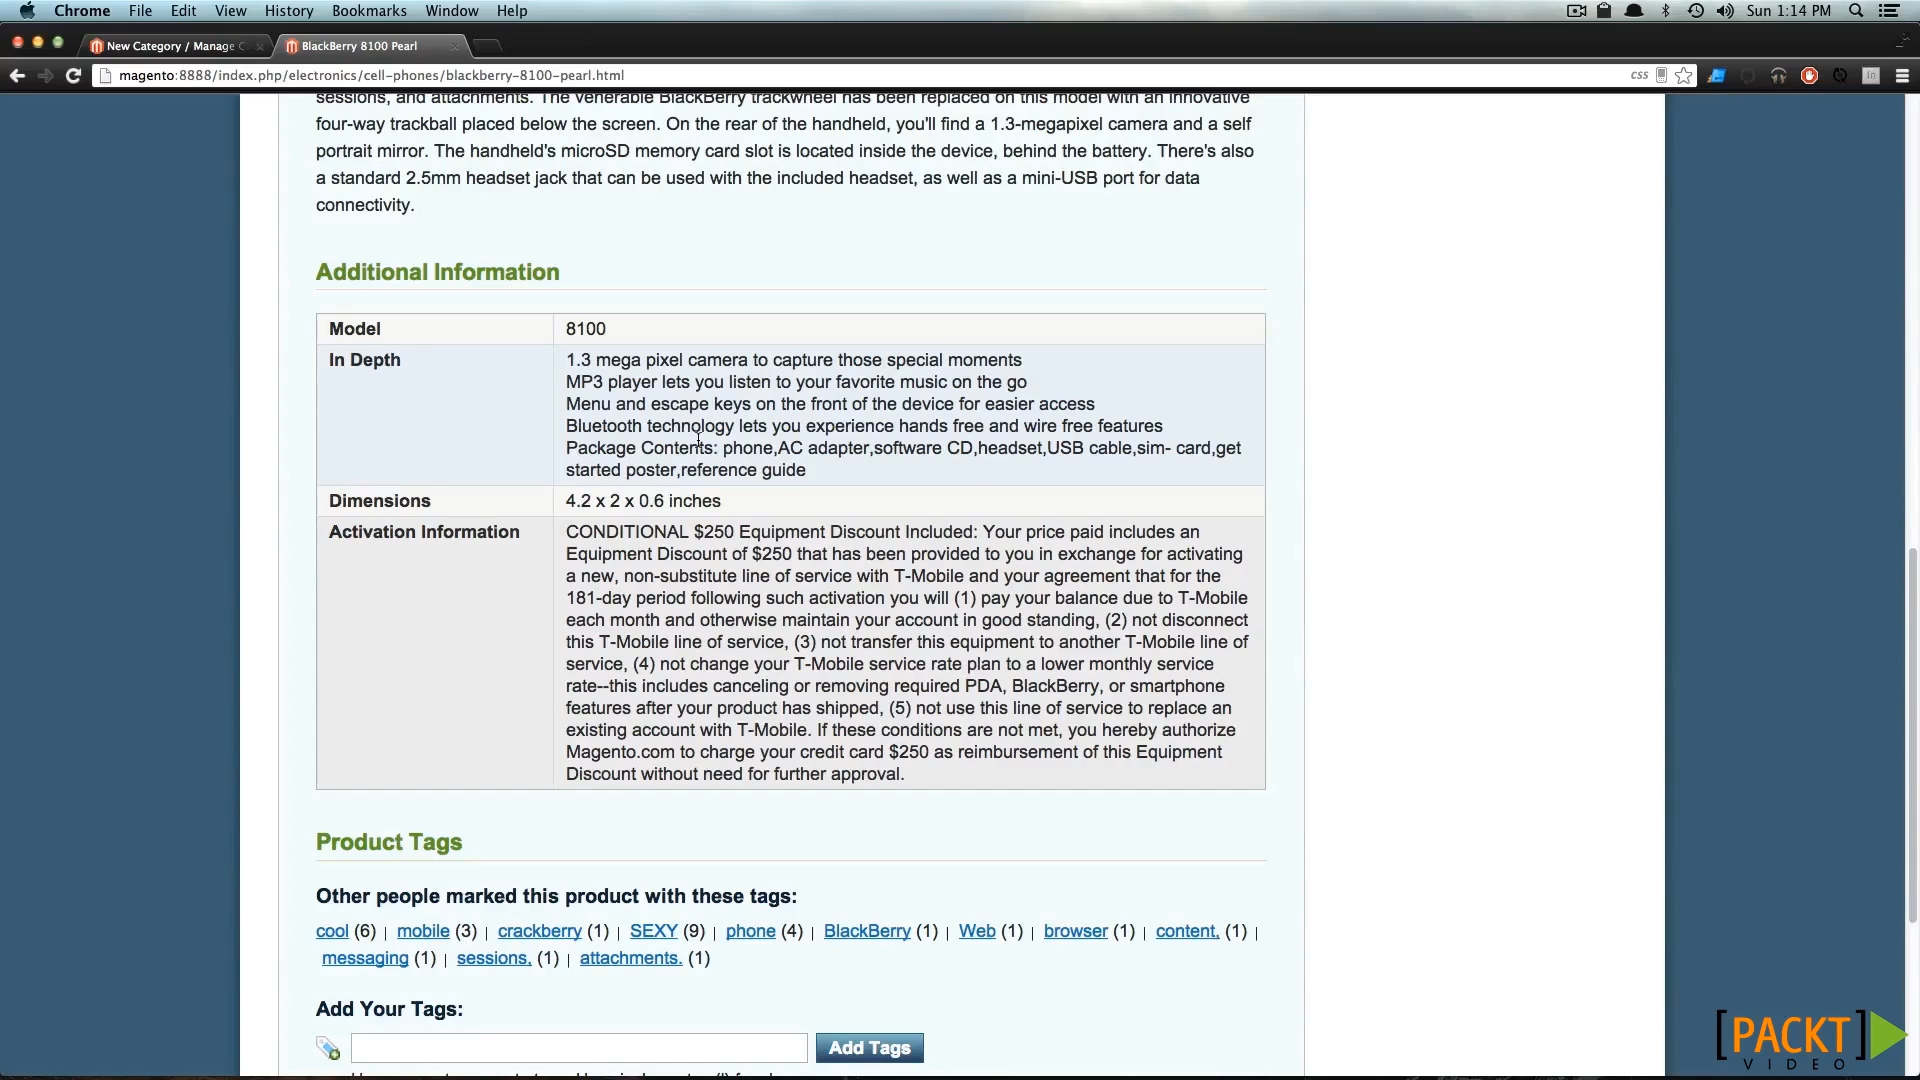 Chrome File Edit View History Bookmarks Window Help
Sun 1:14 PM
New Category / Manage C
BlackBerry 8100 Pearl
magento:8888/index.php/electronics/cell-phones/blackberry-8100-pearl.html
css
sessions, and attachments. The venerable BlackBerry trackwheel has been replaced on this model with an innovative
four-way trackball placed below the screen. On the rear of the handheld, you'll find a 1.3-megapixel camera and a self
portrait mirror. The handheld's microSD memory card slot is located inside the device, behind the battery. There's also
a standard 2.5mm headset jack that can be used with the included headset, as well as a mini-USB port for data
connectivity.
Additional Information
Model 8100
In Depth 1.3 mega pixel camera to capture those special moments
MP3 player lets you listen to your favorite music on the go
Menu and escape keys on the front of the device for easier access
Bluetooth technology lets you experience hands free and wire free features
Package Contents: phone,AC adapter,software CD,headset,USB cable,sim- card,get
started poster,reference guide
Dimensions 4.2 x 2 x 0.6 inches
Activation Information CONDITIONAL $250 Equipment Discount Included: Your price paid includes an
Equipment Discount of $250 that has been provided to you in exchange for activating
a new, non-substitute line of service with T-Mobile and your agreement that for the
181-day period following such activation you will (1) pay your balance due to T-Mobile
each month and otherwise maintain your account in good standing, (2) not disconnect
this T-Mobile line of service, (3) not transfer this equipment to another T-Mobile line of
service, (4) not change your T-Mobile service rate plan to a lower monthly service
rate--this includes canceling or removing required PDA, BlackBerry, or smartphone
features after your product has shipped, (5) not use this line of service to replace an
existing account with T-Mobile. If these conditions are not met, you hereby authorize
Magento.com to charge your credit card $250 as reimbursement of this Equipment
Discount without need for further approval.
Product Tags
Other people marked this product with these tags:
cool (6) | mobile (3) | crackberry (1) | SEXY (9) | phone (4) | BlackBerry (1) | Web (1) | browser (1) | content, (1) |
messaging (1) | sessions, (1) | attachments. (1)
Add Your Tags:
Add Tags
[PACKT]
VIDEO